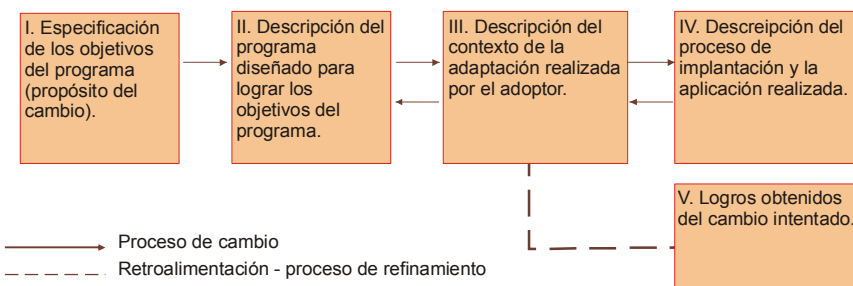 I. Especificación
de los objetivos
del programa
(propósito del
cambio).
II. Descripción del
programa
diseñado para
lograr los
objetivos del
programa.
III. Descripción del
contexto de la
adaptación realizada
por el adoptor.
IV. Descreipción del
proceso de
implantación y la
aplicación realizada.
V. Logros obtenidos
del cambio intentado.
Proceso de cambio
Retroalimentación - proceso de refinamiento